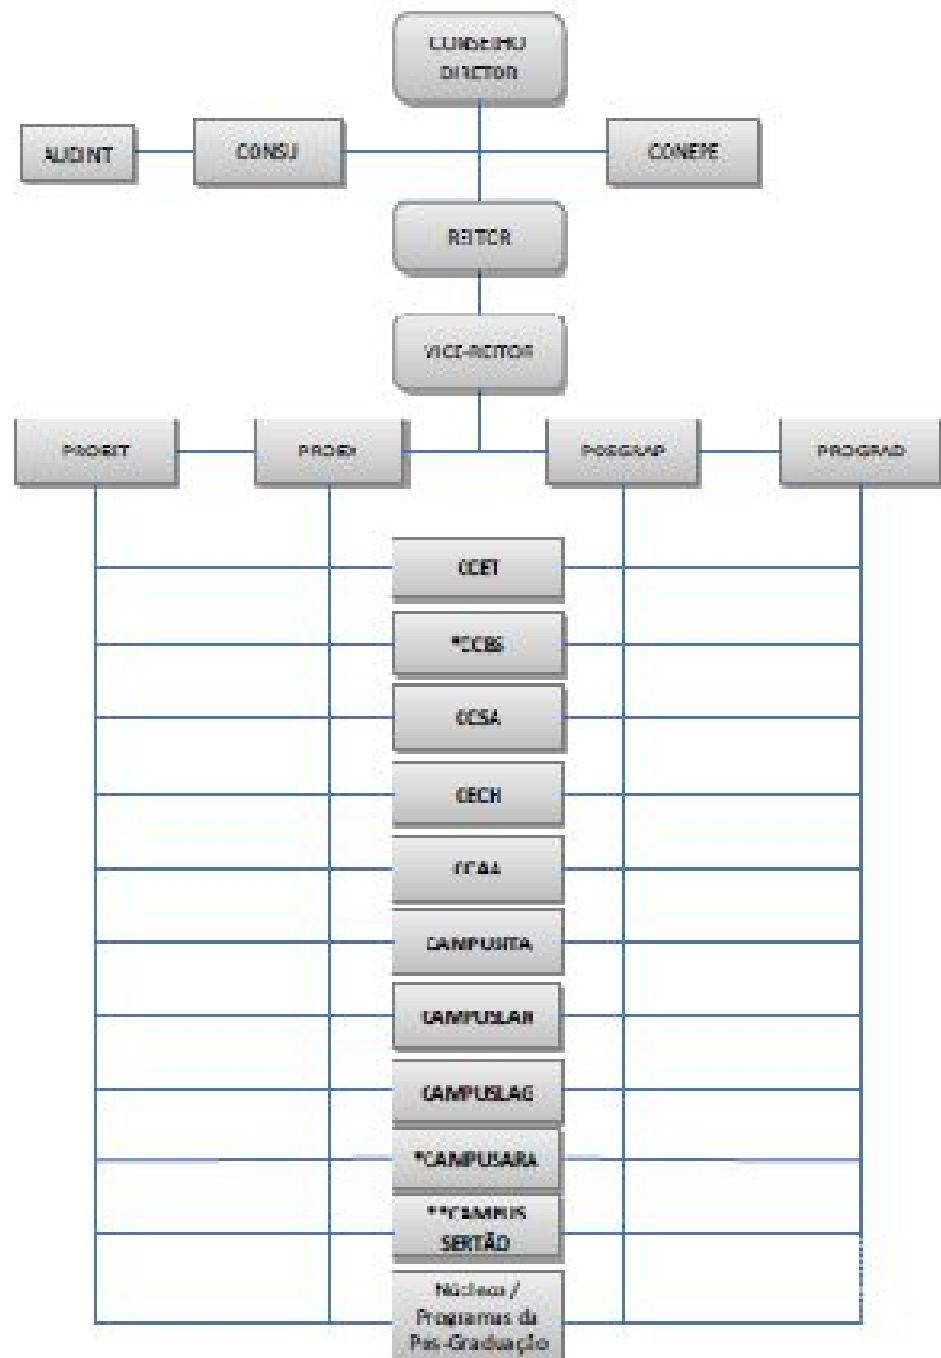 CONSELHO
DIRETOR
AUDINT
CONSU
CONEPE
REITOR
VICE-REITOR
PROEST
PROEX
POSGRAP
PROGRAD
CCET
*CCBS
CCSA
CECH
CCAA
CAMPUSITA
CAMPUSLAR
CAMPUSLAG
*CAMPUSARA
**CAMPUS
SERTÃO
Núcleos /
Programas da
Pós-Graduação